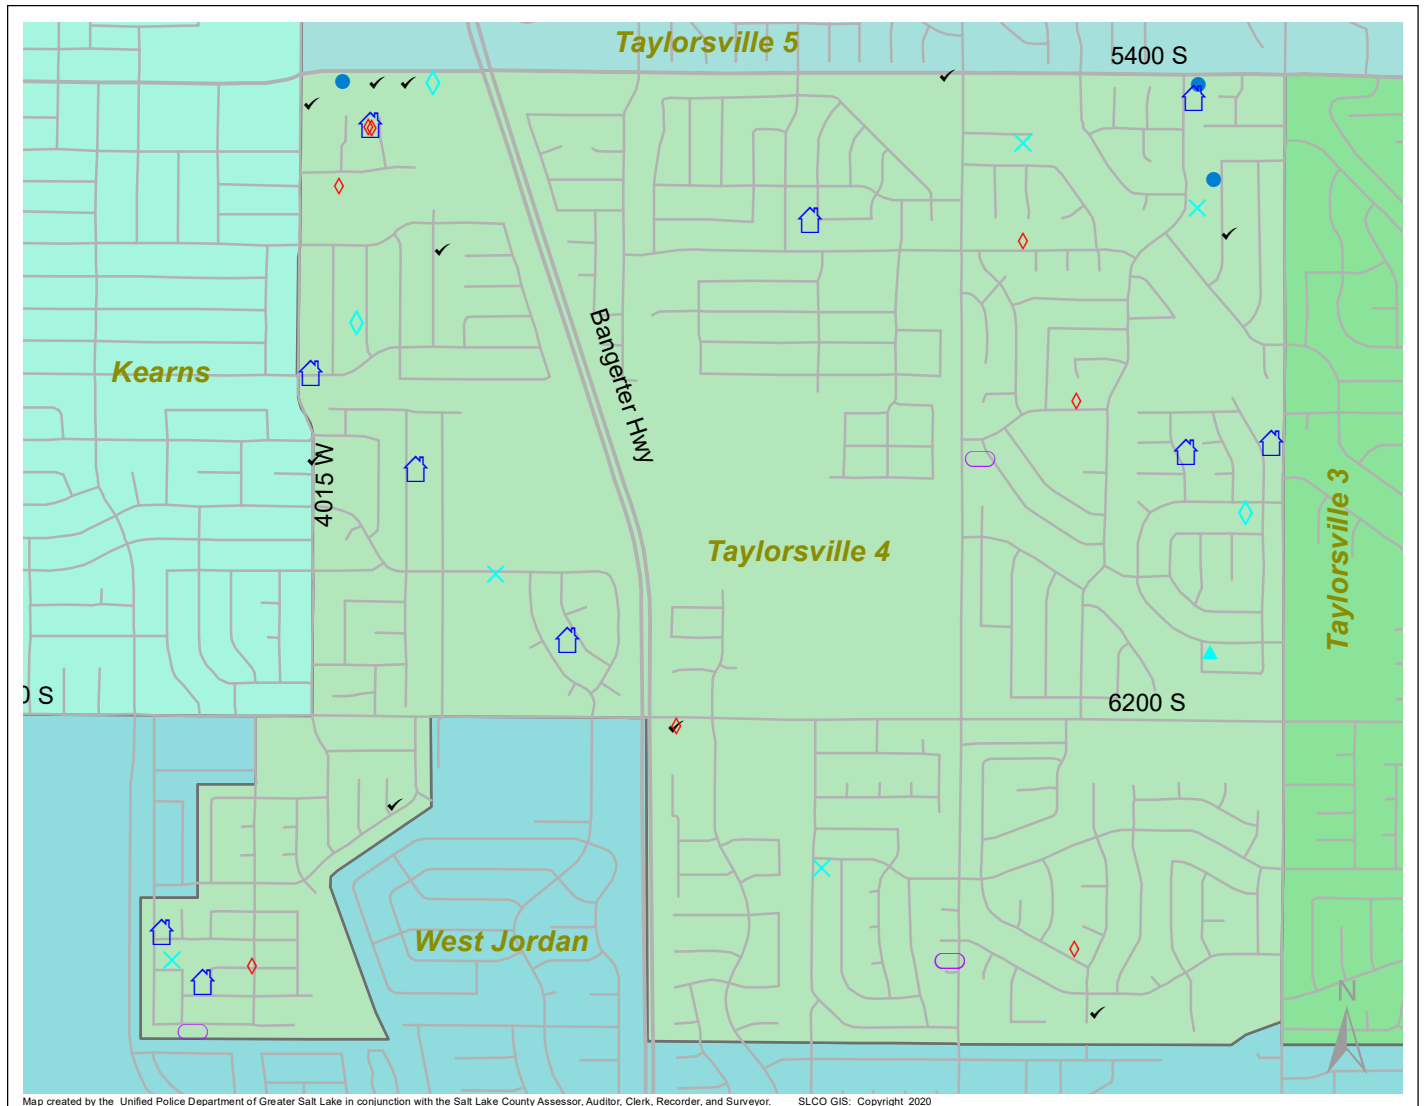 Taylorsville 5
5400 S
Kearns
Bangerter Hwy
4015 W
Taylorsville 4
Taylorsville 3
0 S
6200 S
West Jordan
N
Map created by the Unified Police Department of Greater Salt Lake in conjunction with the Salt Lake County Assessor, Auditor, Clerk, Recorder, and Surveyor. SLCO GIS: Copyright 2020